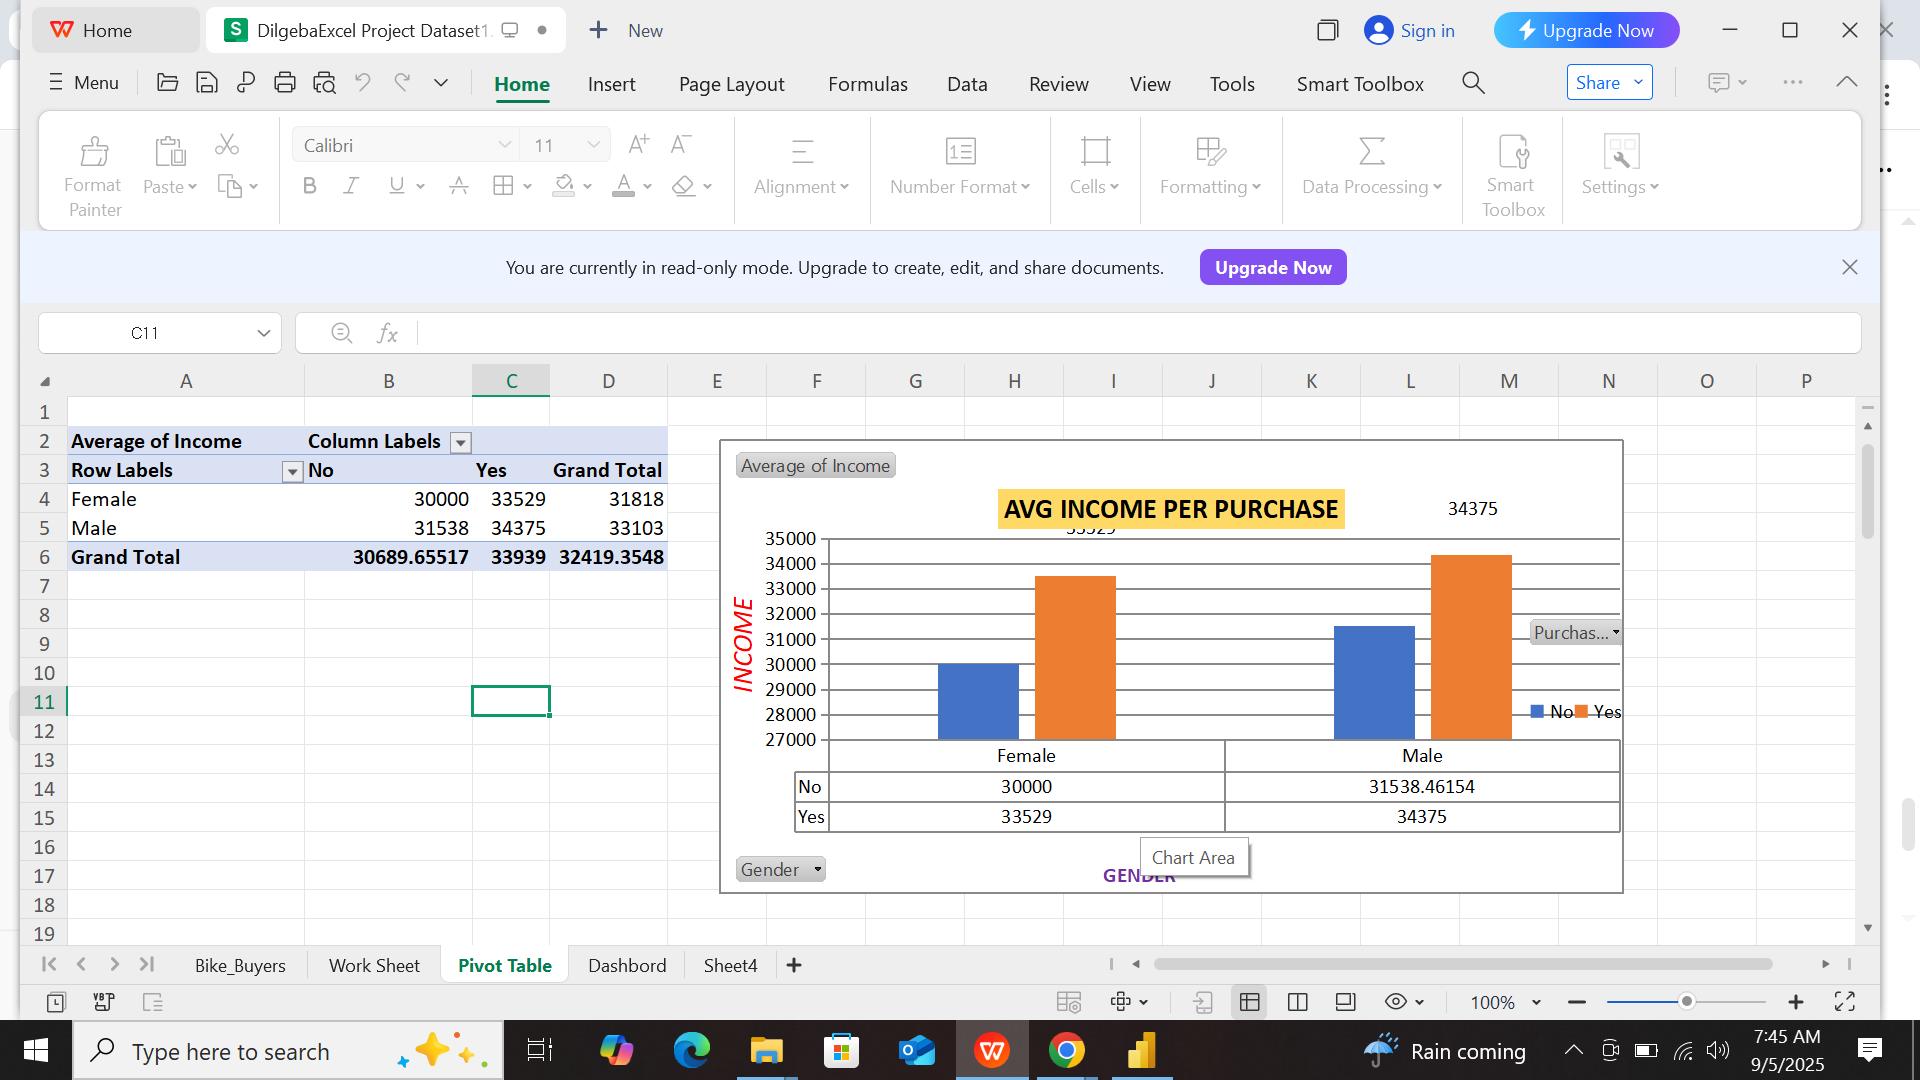 Home
S DilgebaExcel Project Dataset1.
New
Sign in
Upgrade Now
Menu
Home
Insert
Page Layout
Formulas
Data
Review
View
Tools
Smart Toolbox
Share
Format Painter
Paste
Calibri
11
A+ A-
B I U A
Alignment
Number Format
Cells
Formatting
Data Processing
Smart Toolbox
Settings
You are currently in read-only mode. Upgrade to create, edit, and share documents.
Upgrade Now
C11
fx
A B C D E F G H I J K L M N O P
1
2 Average of Income Column Labels
3 Row Labels No Yes Grand Total
4 Female 30000 33529 31818
5 Male 31538 34375 33103
6 Grand Total 30689.65517 33939 32419.3548
7
8
9
10
11
12
13
14
15
16
17
18
19
Average of Income
AVG INCOME PER PURCHASE
34375
33529
35000
34000
33000
32000
31000
30000
29000
28000
27000
INCOME
Purchas...
No Yes
Female Male
No 30000 31538.46154
Yes 33529 34375
Chart Area
Gender
GENDER
Bike_Buyers
Work Sheet
Pivot Table
Dashbord
Sheet4
100%
Type here to search
Rain coming
7:45 AM
9/5/2025